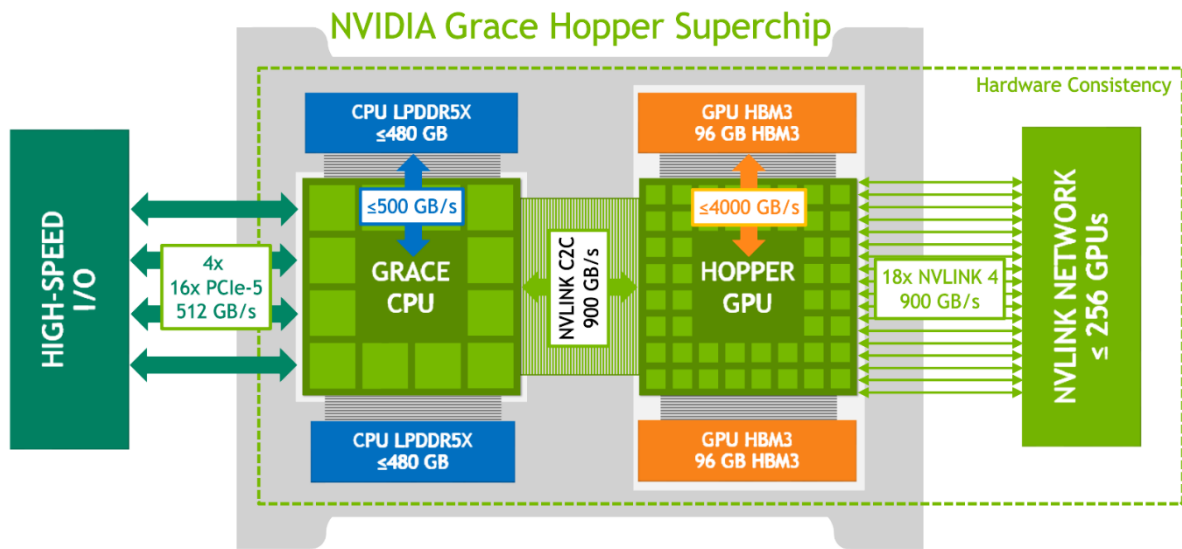 NVIDIA Grace Hopper Superchip
Hardware Consistency
HIGH-SPEED
I/O
4x
16x PCIe-5
512 GB/s
CPU LPDDR5X
≤480 GB
≤500 GB/s
GRACE
CPU
CPU LPDDR5X
≤480 GB
NVLINK C2C
900 GB/s
GPU HBM3
96 GB HBM3
≤4000 GB/s
HOPPER
GPU
GPU HBM3
96 GB HBM3
18x NVLINK 4
900 GB/s
NVLINK NETWORK
≤ 256 GPUs